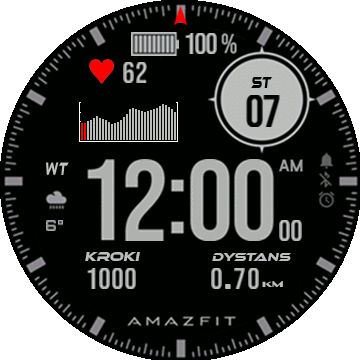 100 %
62
ST
07
WT
12:00 00 AM
6°
KROKI DYSTANS
1000 0.70 KM
AMAZFIT